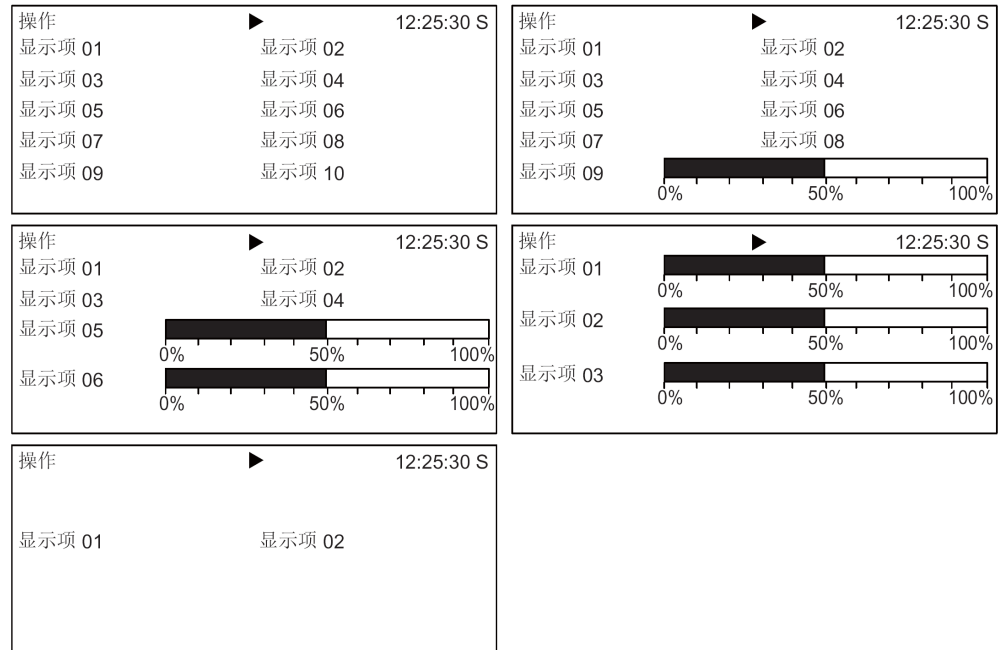 操作 ▶ 12:25:30 S
显示项 01 显示项 02
显示项 03 显示项 04
显示项 05 显示项 06
显示项 07 显示项 08
显示项 09 显示项 10
操作 ▶ 12:25:30 S
显示项 01 显示项 02
显示项 03 显示项 04
显示项 05 显示项 06
显示项 07 显示项 08
显示项 09
0% 50% 100%
操作 ▶ 12:25:30 S
显示项 01 显示项 02
显示项 03 显示项 04
显示项 05
0% 50% 100%
显示项 06
0% 50% 100%
操作 ▶ 12:25:30 S
显示项 01
0% 50% 100%
显示项 02
0% 50% 100%
显示项 03
0% 50% 100%
操作 ▶ 12:25:30 S
显示项 01 显示项 02